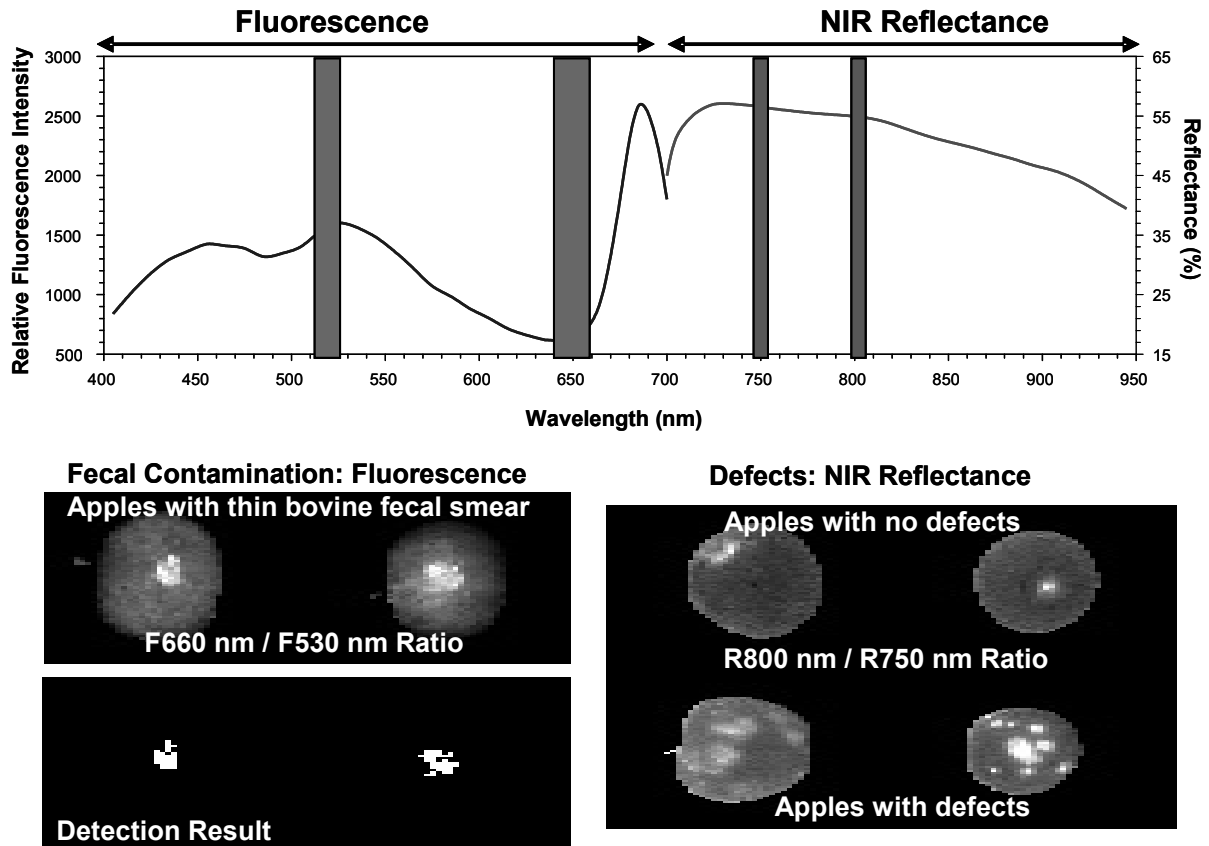 Fluorescence
NIR Reflectance
Relative Fluorescence Intensity
3000
2500
2000
1500
1000
500
65
55
45
35
25
15
Reflectance (%)
400 450 500 550 600 650 700 750 800 850 900 950
Wavelength (nm)
Fecal Contamination: Fluorescence
Apples with thin bovine fecal smear
F660 nm / F530 nm Ratio
Detection Result
Defects: NIR Reflectance
Apples with no defects
R800 nm / R750 nm Ratio
Apples with defects